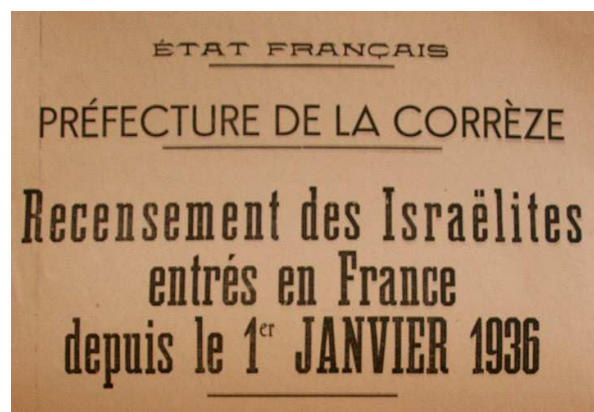 ÉTAT FRANÇAIS
PRÉFECTURE DE LA CORRÈZE
Recensement des Israëlites
entrés en France
depuis le 1er JANVIER 1936